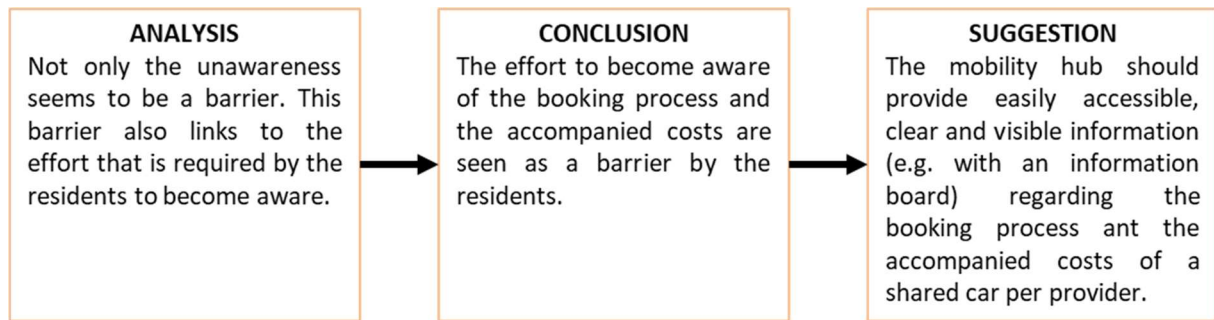 ANALYSIS
Not only the unawareness
seems to be a barrier. This
barrier also links to the
effort that is required by the
residents to become aware.
CONCLUSION
The effort to become aware
of the booking process and
the accompanied costs are
seen as a barrier by the
residents.
SUGGESTION
The mobility hub should
provide easily accessible,
clear and visible information
(e.g. with an information
board) regarding the
booking process ant the
accompanied costs of a
shared car per provider.